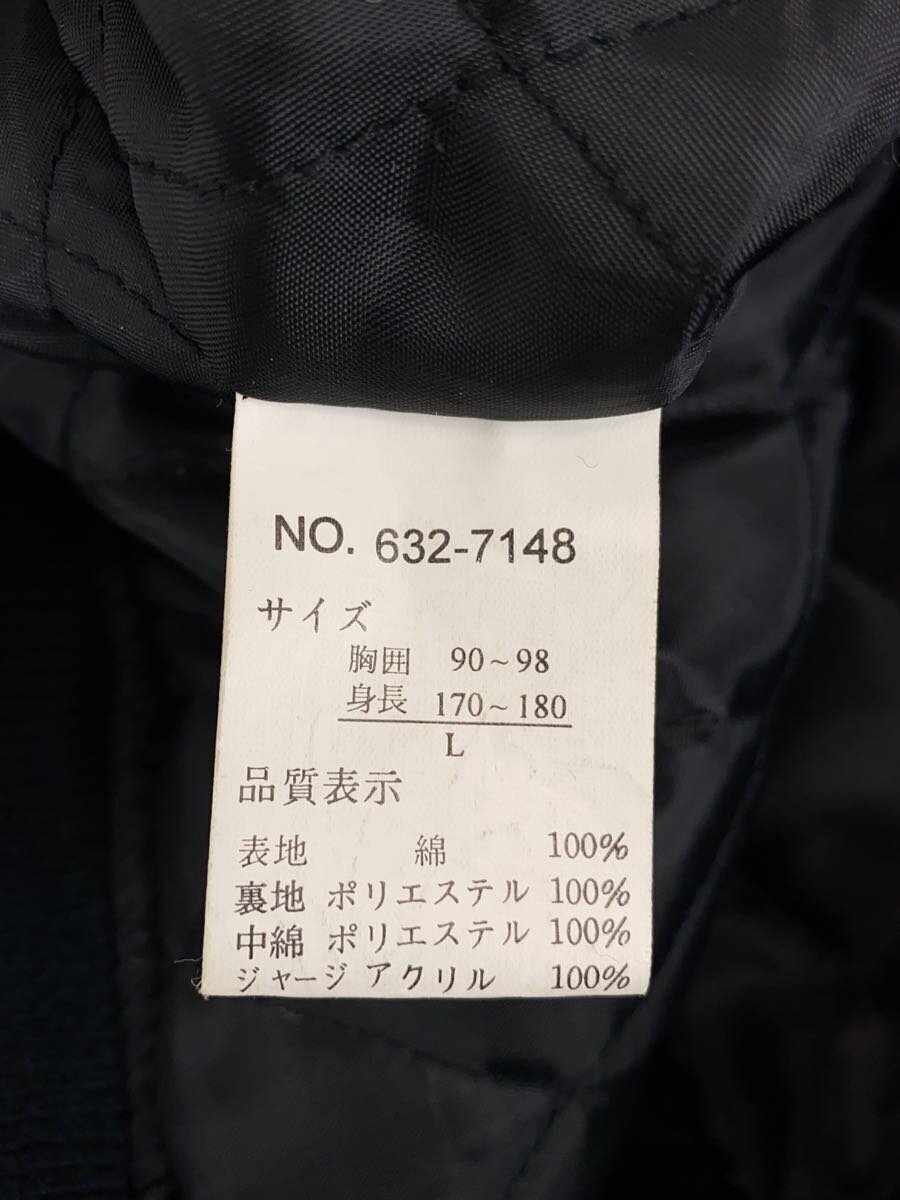 NO. 632-7148
サイズ
胸囲 90~98
身長 170~180
L
品質表示
表地 綿 100%
裏地 ポリエステル 100%
中綿 ポリエステル 100%
ジャージ アクリル 100%